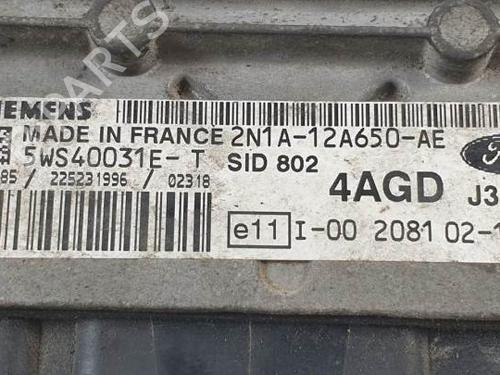 SIEMENS
MADE IN FRANCE 2N1A-12A650-AE
5WS40031E-T SID 802
85/ 225231996 / 02318
4AGD J3
e11 I-00 2081 02-1